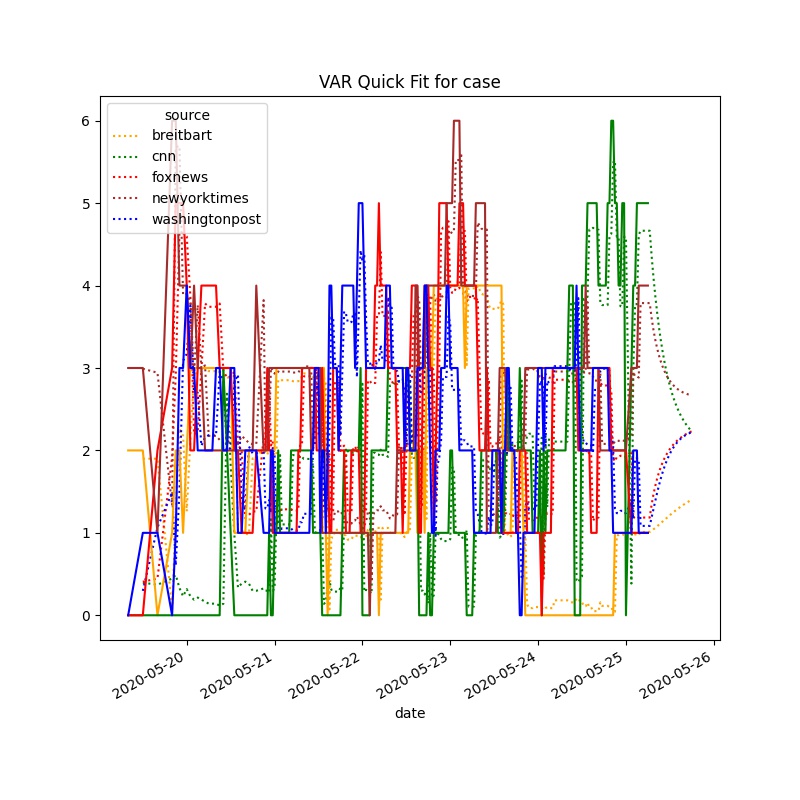 VAR Quick Fit for case
source
breitbart
cnn
foxnews
newyorktimes
washingtonpost
6
5
4
3
2
1
0
2020-05-20
2020-05-21
2020-05-22
2020-05-23
2020-05-24
2020-05-25
2020-05-26
date